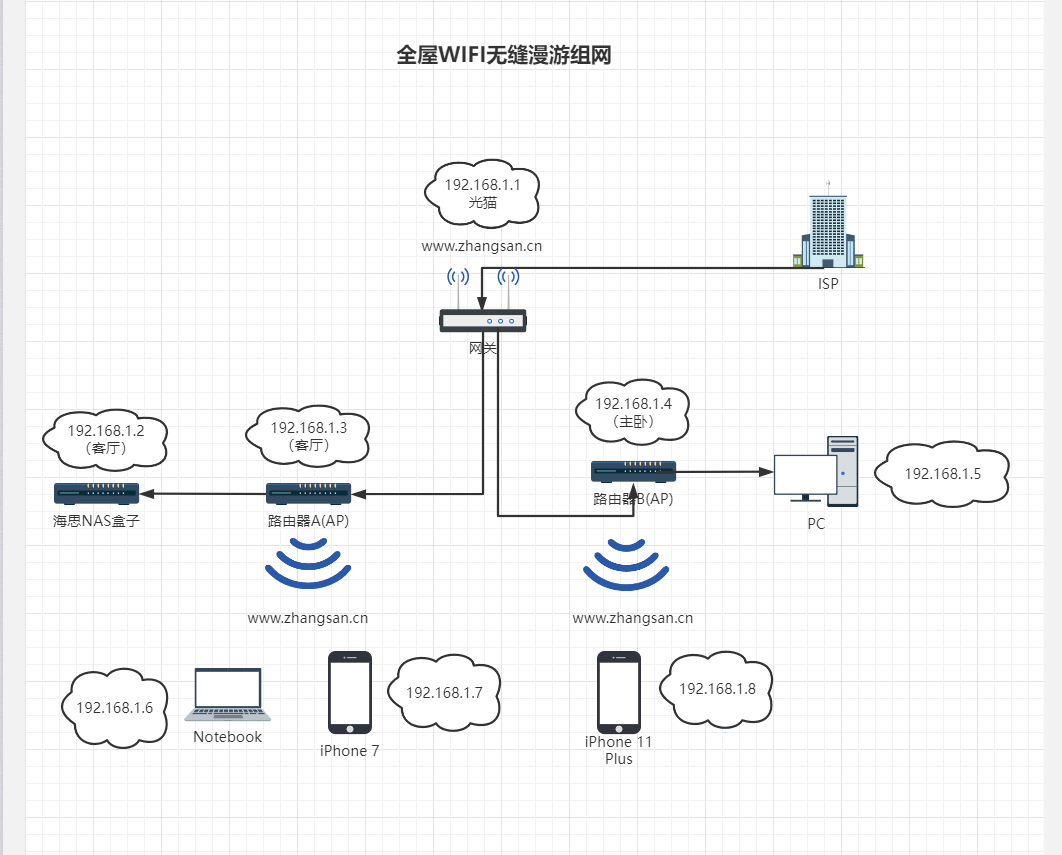 全屋WIFI无缝漫游组网
192.168.1.1
光猫
www.zhangsan.cn
ISP
网关
192.168.1.2
（客厅）
192.168.1.3
（客厅）
192.168.1.4
（主卧）
192.168.1.5
海思NAS盒子
路由器A(AP)
路由器B(AP)
PC
www.zhangsan.cn
www.zhangsan.cn
192.168.1.6
Notebook
192.168.1.7
iPhone 7
192.168.1.8
iPhone 11
Plus